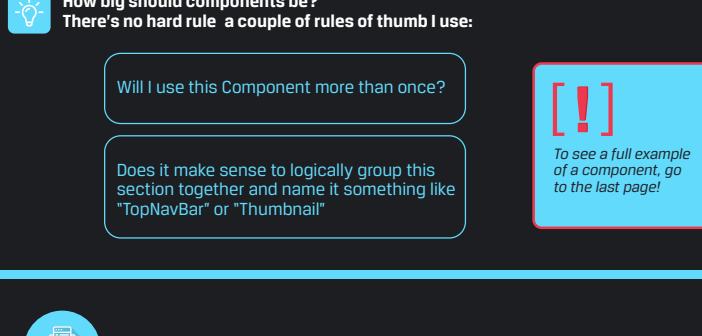 How big should components be?
There's no hard rule  a couple of rules of thumb I use:
Will I use this Component more than once?
Does it make sense to logically group this
section together and name it something like
"TopNavBar" or "Thumbnail"
[!]
To see a full example
of a component, go
to the last page!